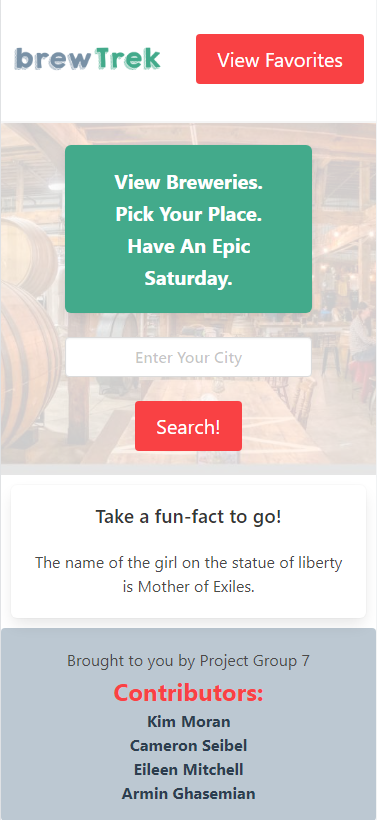 brewTrek
View Favorites
View Breweries.
Pick Your Place.
Have An Epic
Saturday.
Enter Your City
Search!
Take a fun-fact to go!
The name of the girl on the statue of liberty
is Mother of Exiles.
Brought to you by Project Group 7
Contributors:
Kim Moran
Cameron Seibel
Eileen Mitchell
Armin Ghasemian